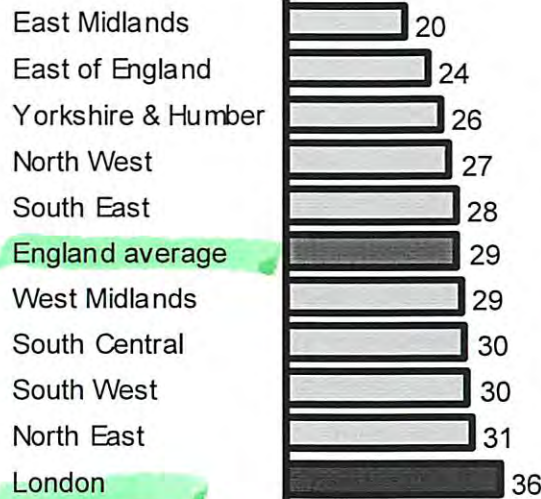 East Midlands 20
East of England 24
Yorkshire & Humber 26
North West 27
South East 28
England average 29
West Midlands 29
South Central 30
South West 30
North East 31
London 36